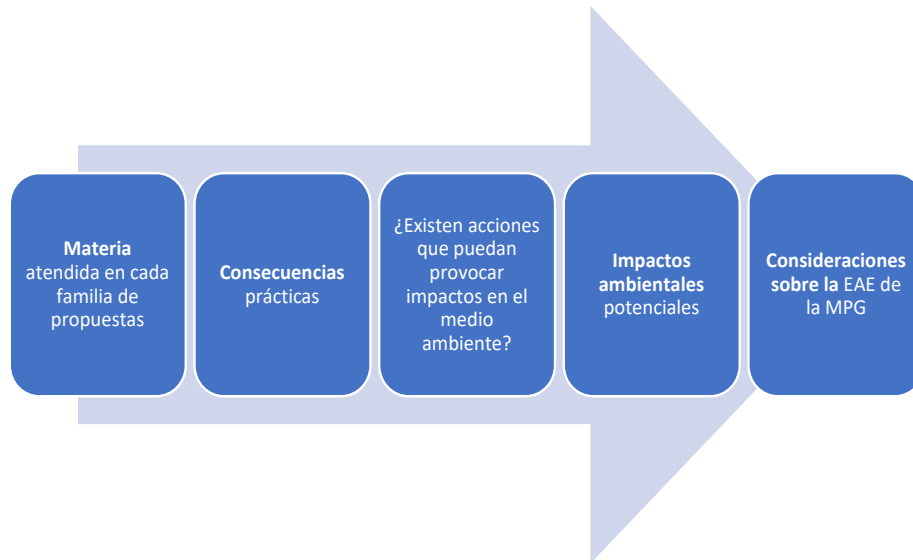 Materia
atendida en cada
familia de
propuestas
Consecuencias
prácticas
¿Existen acciones
que puedan
provocar
impactos en el
medio
ambiente?
Impactos
ambientales
potenciales
Consideraciones
sobre la EAE de
la MPG